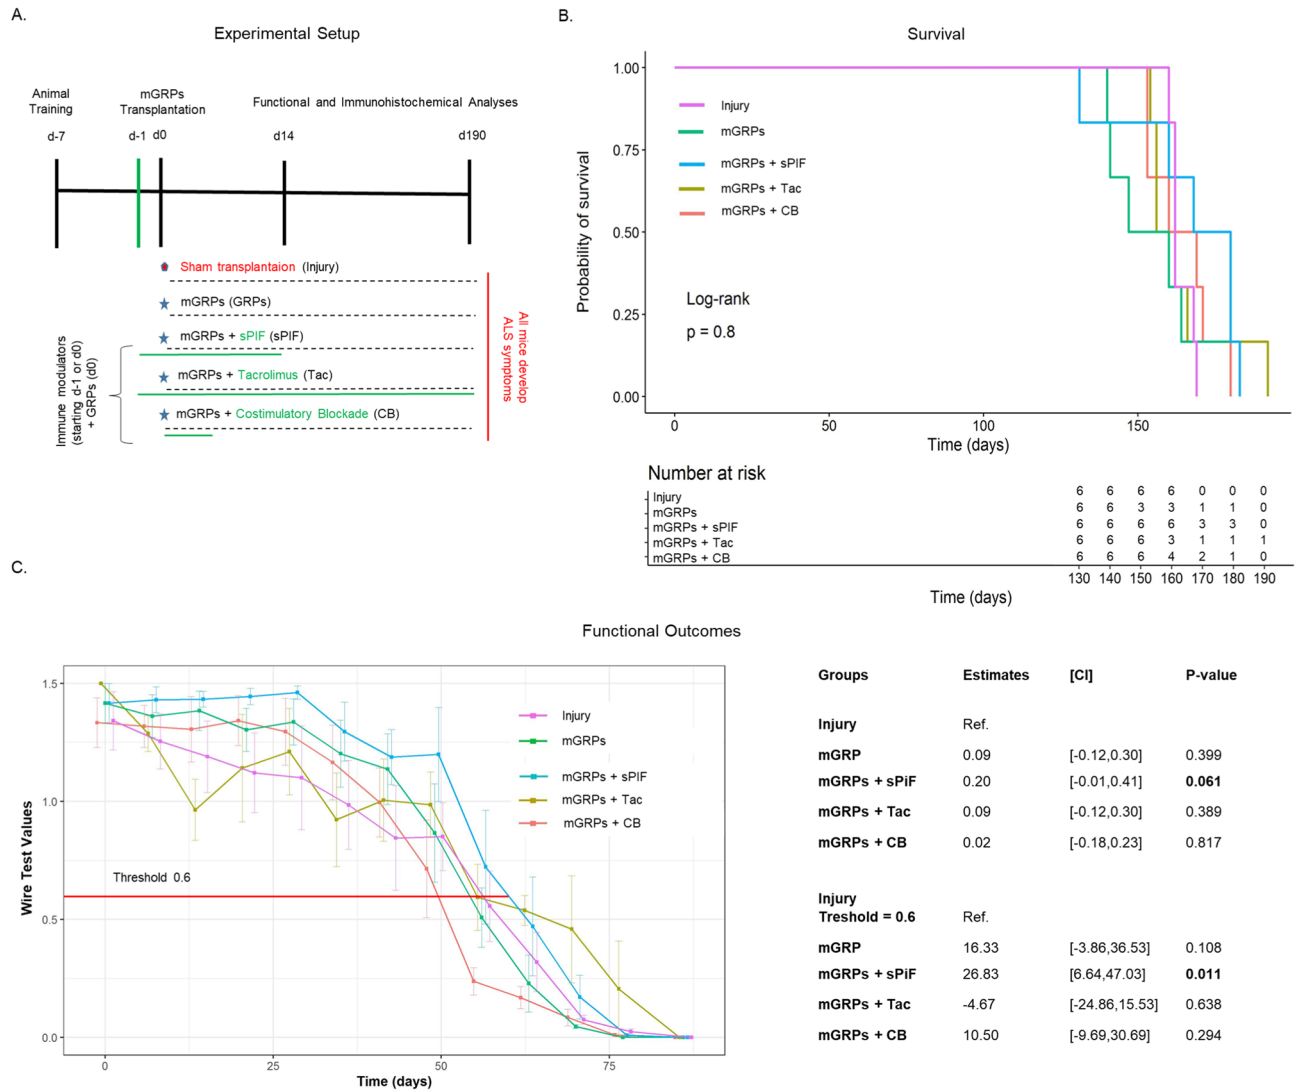 A.
Experimental Setup
Animal
Training
mGRPs
Transplantation
Functional and Immunohistochemical Analyses
d-7
d-1
d0
d14
d190
Sham transplantaion (Injury)
mGRPs (GRPs)
mGRPs + sPIF (sPIF)
mGRPs + Tacrolimus (Tac)
mGRPs + Costimulatory Blockade (CB)
Immune modulators
(starting d-1 or d0)
+ GRPs (d0)
All mice develop
ALS symptoms
B.
Survival
Probability of survival
1.00
0.75
0.50
0.25
0.00
Injury
mGRPs
mGRPs + sPIF
mGRPs + Tac
mGRPs + CB
Log-rank
p = 0.8
0 50 100 150
Time (days)
Number at risk
Injury 6 6 6 6 0 0 0
mGRPs 6 6 3 3 1 1 0
mGRPs + sPIF 6 6 6 6 3 3 0
mGRPs + Tac 6 6 6 3 1 1 1
mGRPs + CB 6 6 6 4 2 1 0
130 140 150 160 170 180 190
Time (days)
C.
Functional Outcomes
Wire Test Values
1.5
1.0
0.5
0.0
Injury
mGRPs
mGRPs + sPIF
mGRPs + Tac
mGRPs + CB
Threshold 0.6
0 25 50 75
Time (days)
Groups Estimates [CI] P-value
Injury Ref.
mGRP 0.09 [-0.12,0.30] 0.399
mGRPs + sPiF 0.20 [-0.01,0.41] 0.061
mGRPs + Tac 0.09 [-0.12,0.30] 0.389
mGRPs + CB 0.02 [-0.18,0.23] 0.817
Injury
Treshold = 0.6 Ref.
mGRP 16.33 [-3.86,36.53] 0.108
mGRPs + sPiF 26.83 [6.64,47.03] 0.011
mGRPs + Tac -4.67 [-24.86,15.53] 0.638
mGRPs + CB 10.50 [-9.69,30.69] 0.294